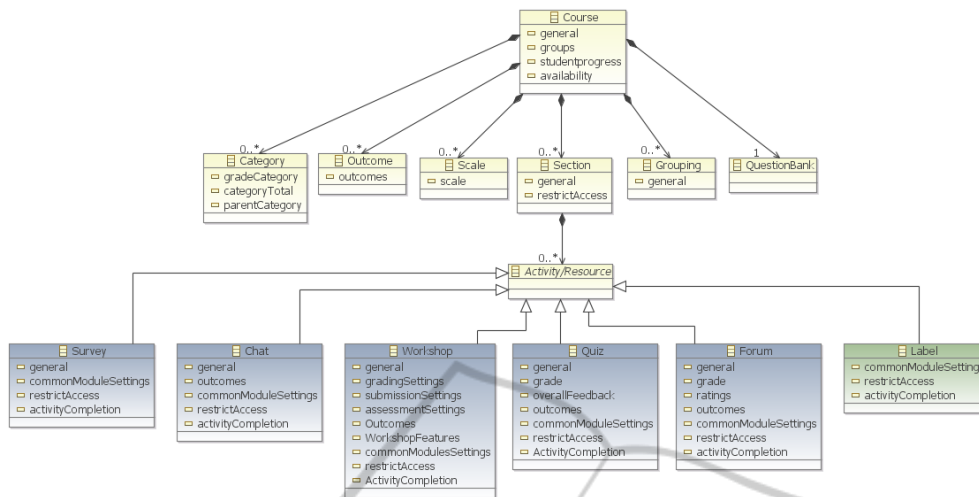 Course
general
groups
studentprogress
availability
0..*
0..*
0..*
0..*
0..*
1
Category
gradeCategory
categoryTotal
parentCategory
Outcome
outcomes
Scale
scale
Section
general
restrictAccess
Grouping
general
QuestionBank
0..*
Activity/Resource
Survey
general
commonModuleSettings
restrictAccess
activityCompletion
Chat
general
outcomes
commonModuleSettings
restrictAccess
activityCompletion
Workshop
general
gradingSettings
submissionSettings
assessmentSettings
Outcomes
WorkshopFeatures
commonModulesSettings
restrictAccess
ActivityCompletion
Quiz
general
grade
overallFeedback
outcomes
commonModuleSettings
restrictAccess
ActivityCompletion
Forum
general
grade
ratings
outcomes
commonModuleSettings
restrictAccess
activityCompletion
Label
commonModuleSetting
restrictAccess
activityCompletion